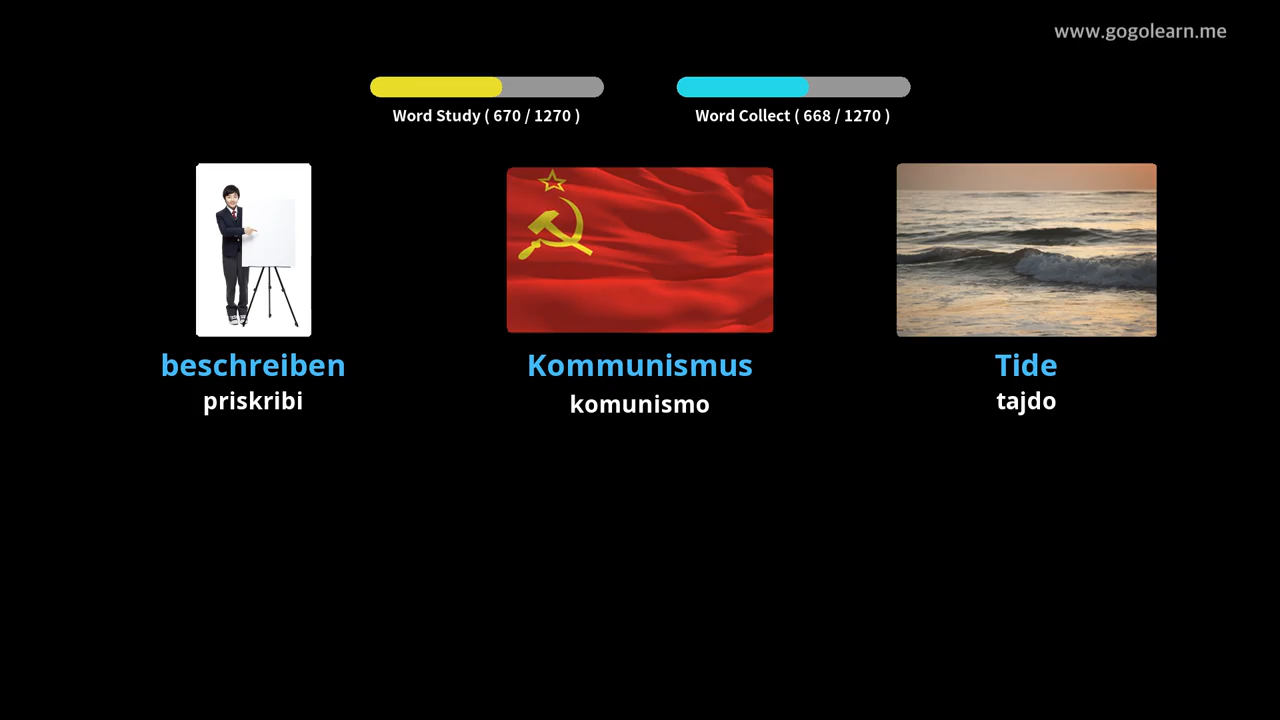 www.gogolearn.me
Word Study ( 670 / 1270 )
Word Collect ( 668 / 1270 )
beschreiben
priskribi
Kommunismus
komunismo
Tide
tajdo